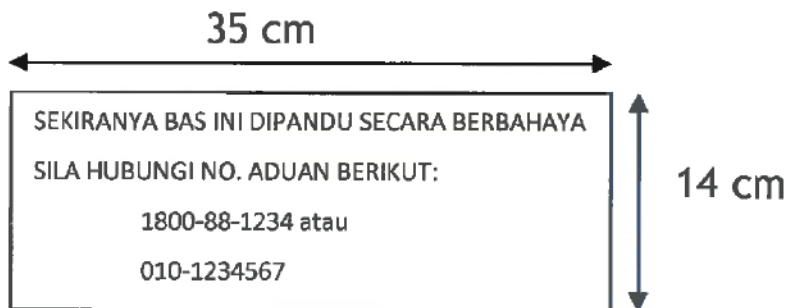 35 cm
SEKIRANYA BAS INI DIPANDU SECARA BERBAHAYA
SILA HUBUNGI NO. ADUAN BERIKUT:
1800-88-1234 atau
010-1234567
14 cm